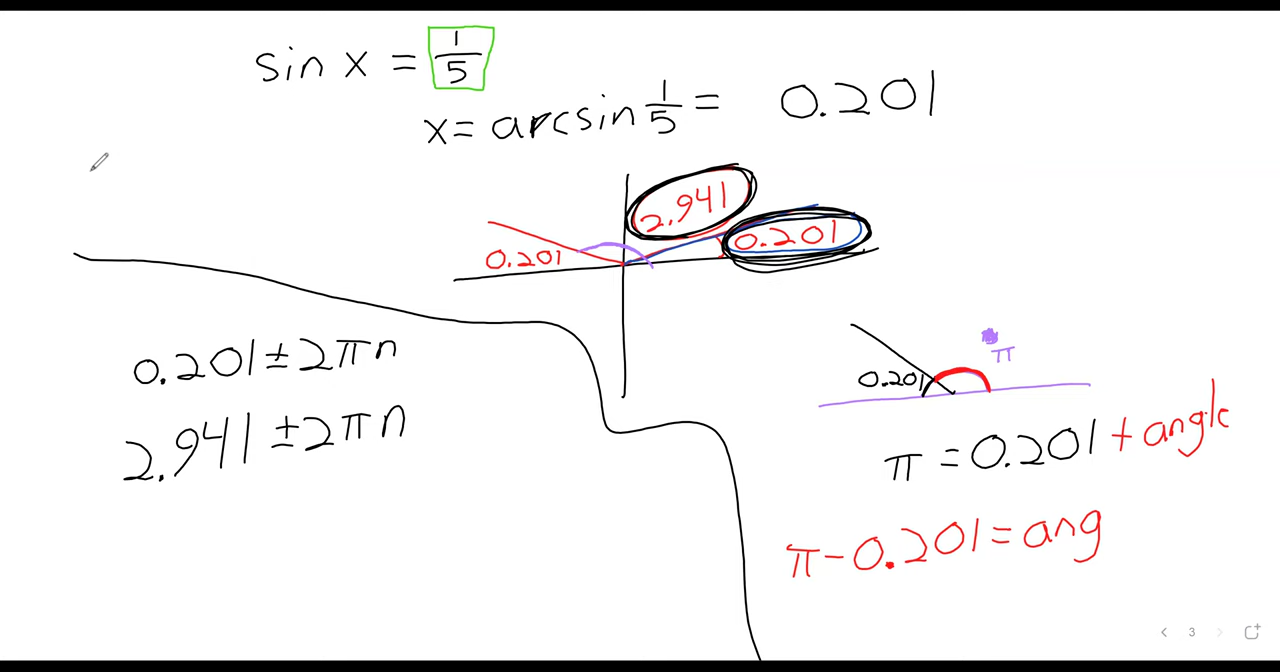 sin x = 1/5
x = arcsin 1/5 = 0.201
2.941
0.201
0.201
0.201 ± 2πn
2.941 ± 2πn
π
0.201
π = 0.201 + angle
π - 0.201 = ang
3